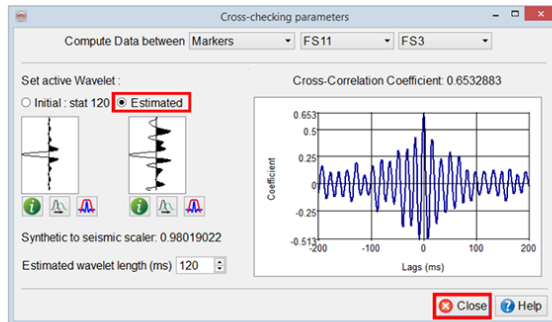 Cross-checking parameters
Compute Data between Markers FS11 FS3
Set active Wavelet :
Cross-Correlation Coefficient: 0.6532883
Initial : stat 120 Estimated
0.653
0.5
0.25
0
-0.25
-0.513
Coefficient
-200 -100 0 100 200
Lags (ms)
Synthetic to seismic scaler: 0.98019022
Estimated wavelet length (ms) 120
Close Help